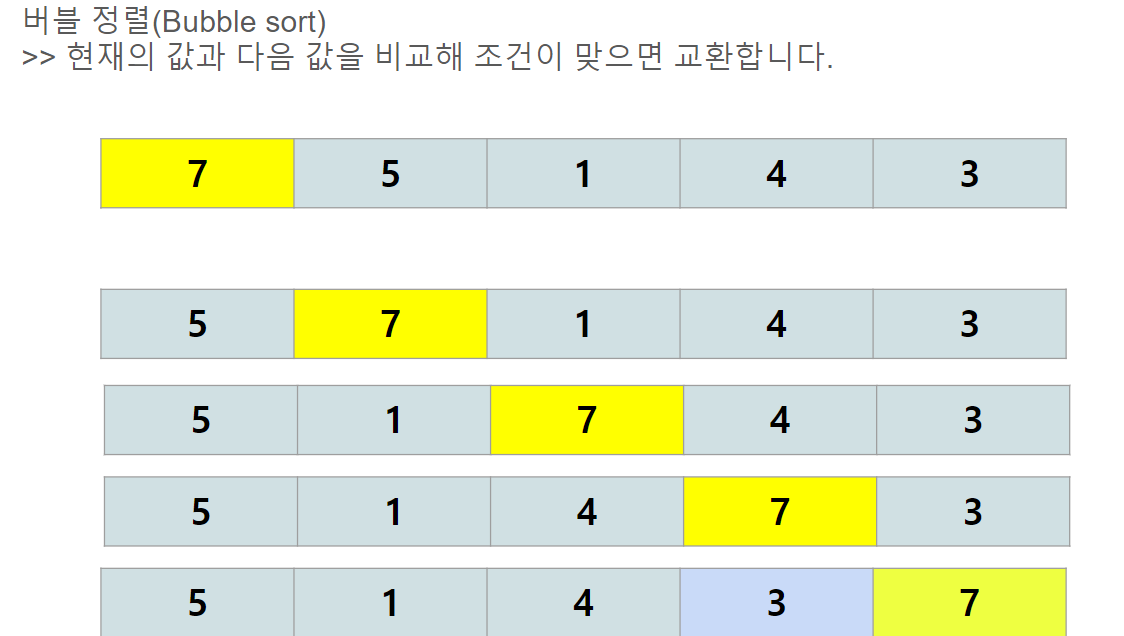 버블 정렬(Bubble sort)
>> 현재의 값과 다음 값을 비교해 조건이 맞으면 교환합니다.
7 5 1 4 3
5 7 1 4 3
5 1 7 4 3
5 1 4 7 3
5 1 4 3 7